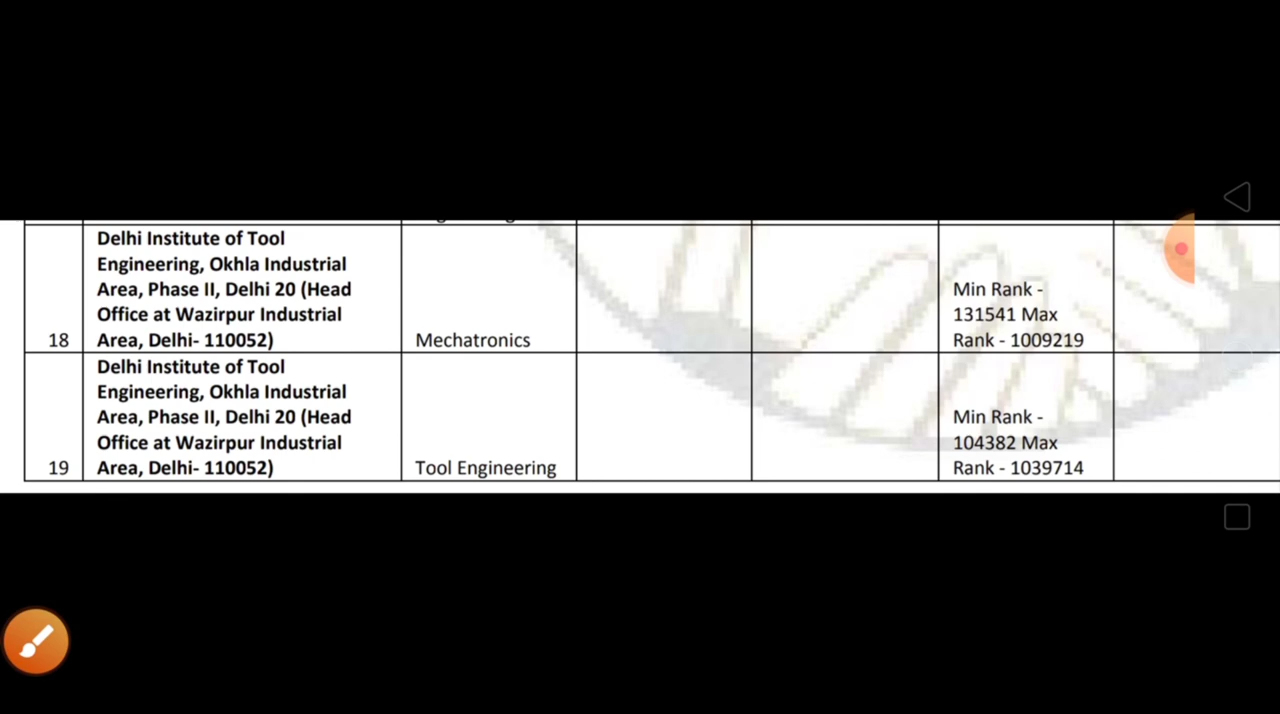 Delhi Institute of Tool
Engineering, Okhla Industrial
Area, Phase II, Delhi 20 (Head
Office at Wazirpur Industrial
18 Area, Delhi- 110052) Mechatronics
Min Rank -
131541 Max
Rank - 1009219
Delhi Institute of Tool
Engineering, Okhla Industrial
Area, Phase II, Delhi 20 (Head
Office at Wazirpur Industrial
19 Area, Delhi- 110052) Tool Engineering
Min Rank -
104382 Max
Rank - 1039714